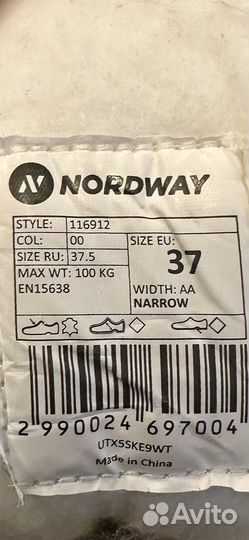 NORDWAY
STYLE: 116912
COL: 00
SIZE RU: 37.5
MAX WT: 100 KG
EN15638
SIZE EU:
37
WIDTH: AA
NARROW
2 990024 697004
UTX5SKE9WT
Made in China
Avito